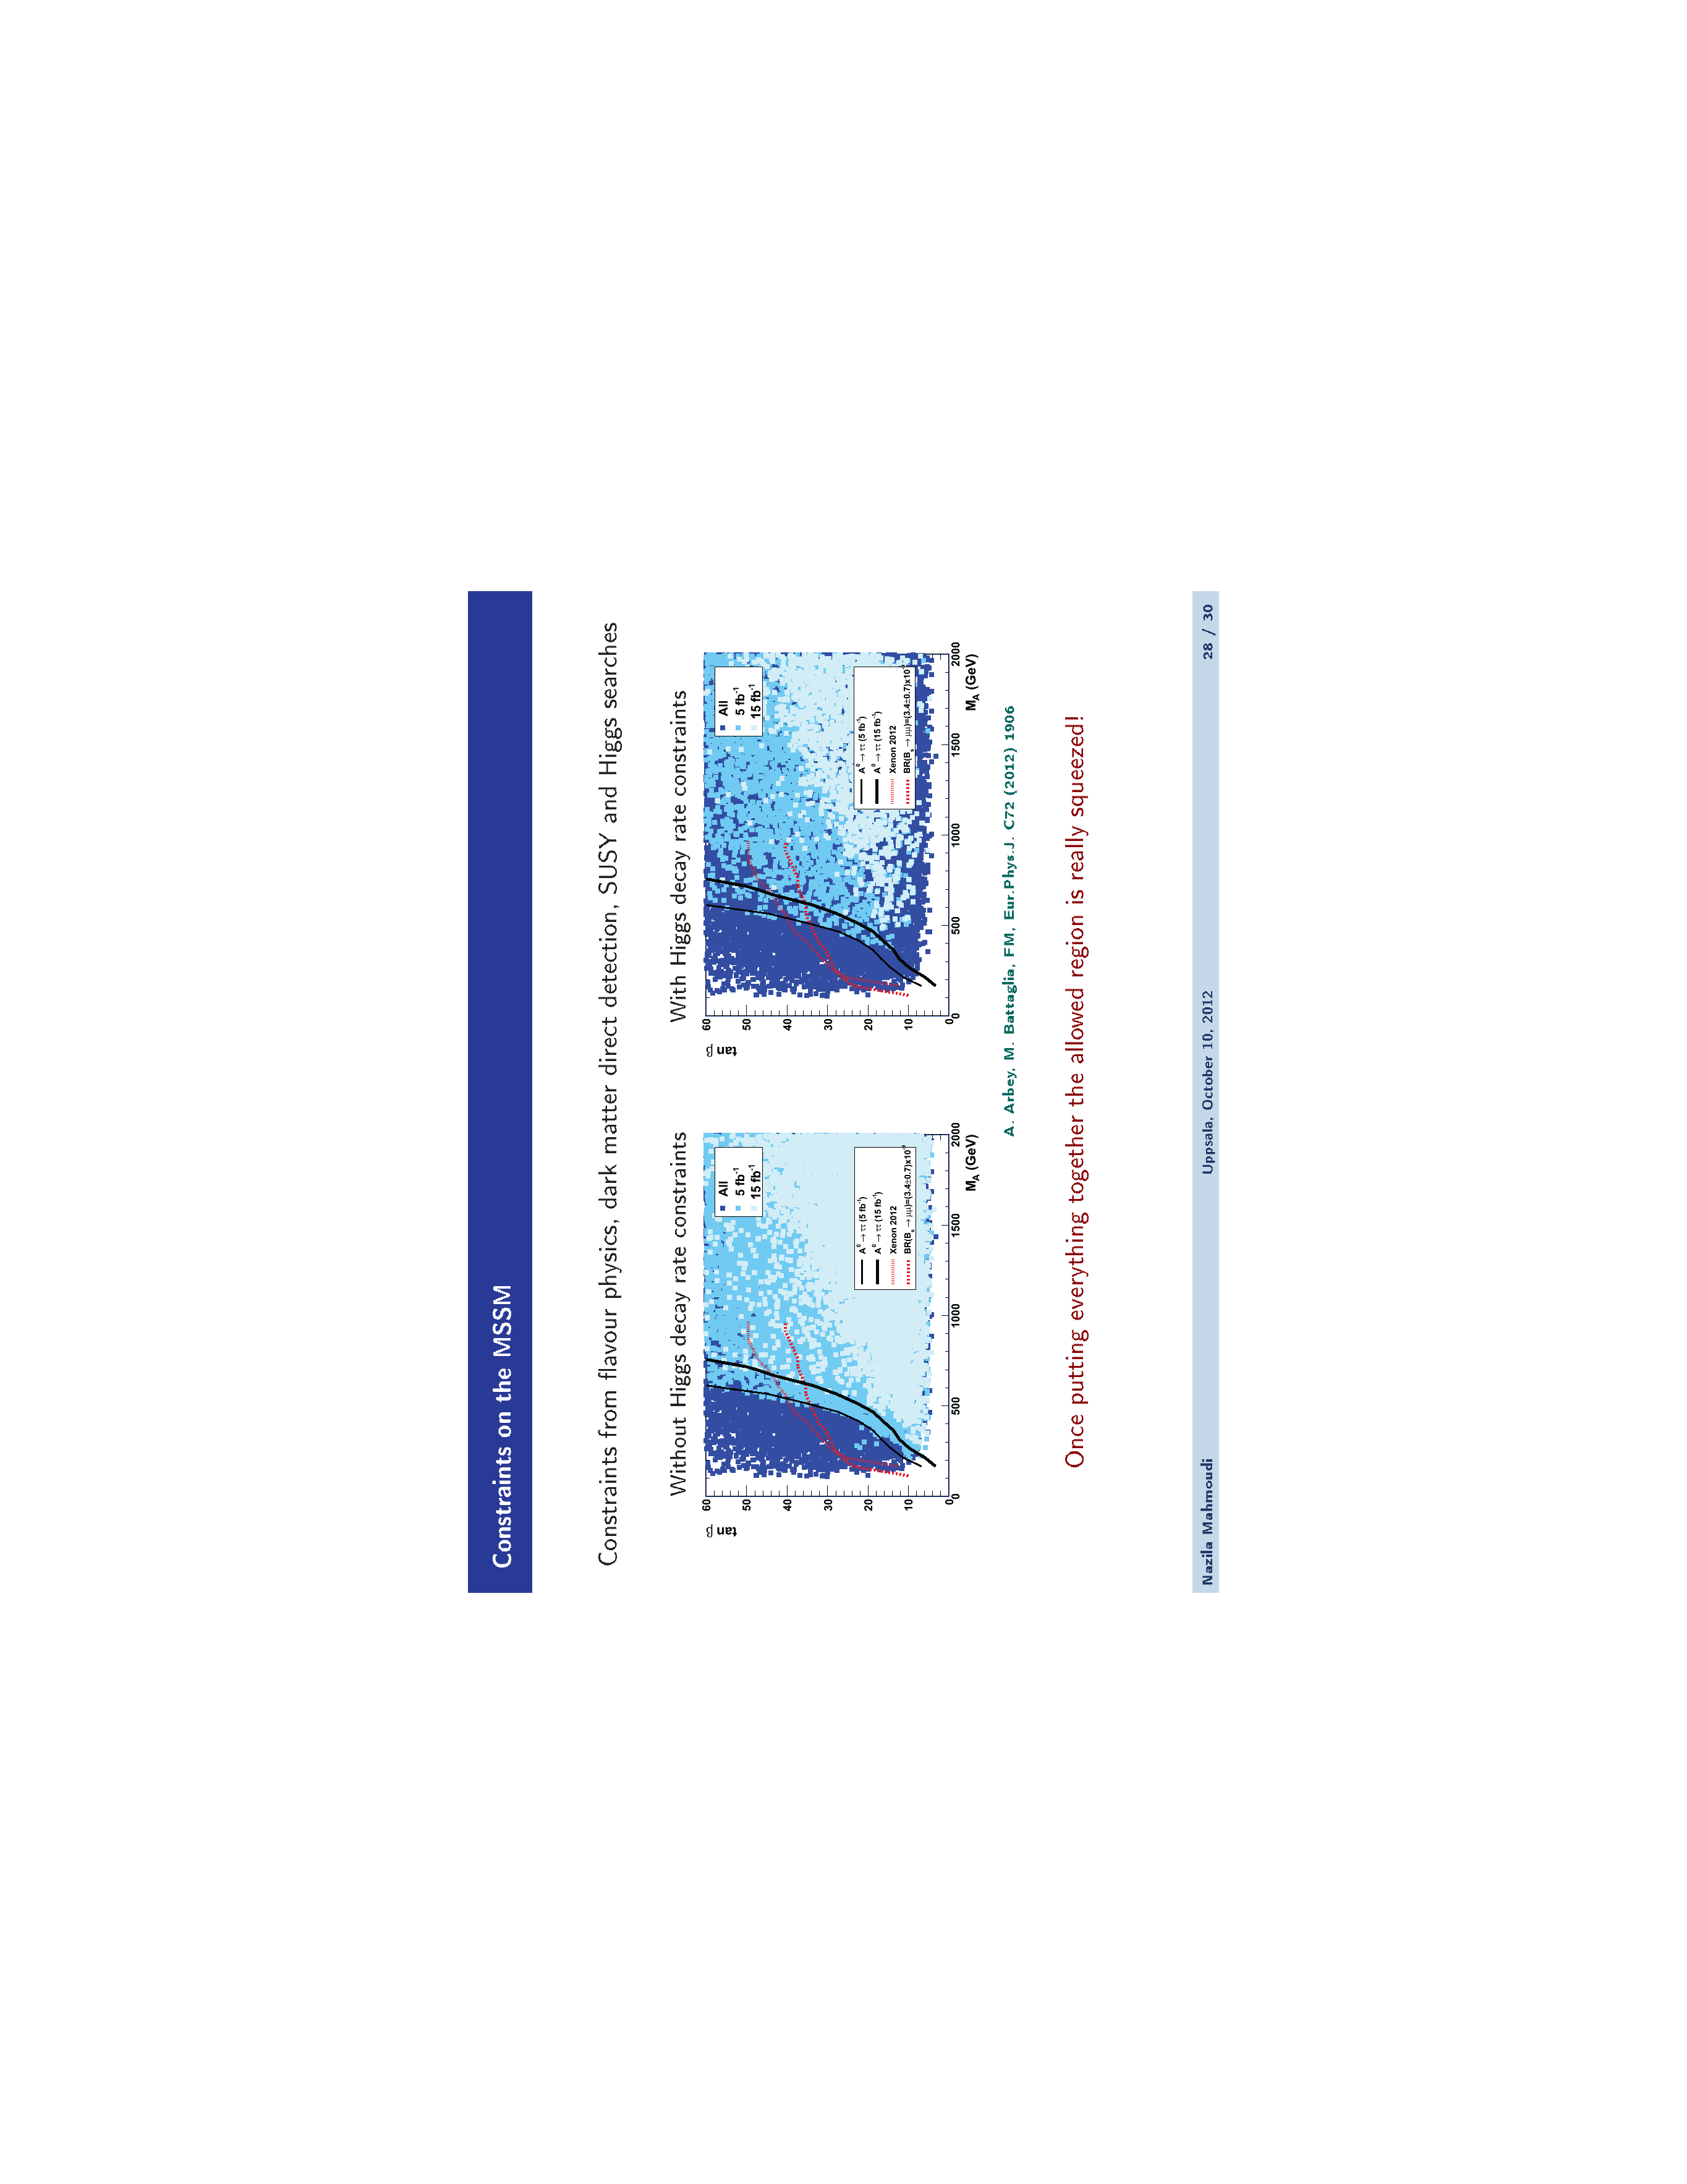 Constraints on the MSSM
Constraints from flavour physics, dark matter direct detection, SUSY and Higgs searches
Without Higgs decay rate constraints
tan β
60
50
40
30
20
10
0
0 500 1000 1500 2000
M_A (GeV)
All
5 fb⁻¹
15 fb⁻¹
A⁰ → ττ (5 fb⁻¹)
A⁰ → ττ (15 fb⁻¹)
Xenon 2012
BR(B_s → μμ)=(3.4±0.7)x10⁻⁹
With Higgs decay rate constraints
tan β
60
50
40
30
20
10
0
0 500 1000 1500 2000
M_A (GeV)
All
5 fb⁻¹
15 fb⁻¹
A⁰ → ττ (5 fb⁻¹)
A⁰ → ττ (15 fb⁻¹)
Xenon 2012
BR(B_s → μμ)=(3.4±0.7)x10⁻⁹
A. Arbey, M. Battaglia, FM, Eur.Phys.J. C72 (2012) 1906
Once putting everything together the allowed region is really squeezed!
Nazila Mahmoudi Uppsala, October 10, 2012 28 / 30